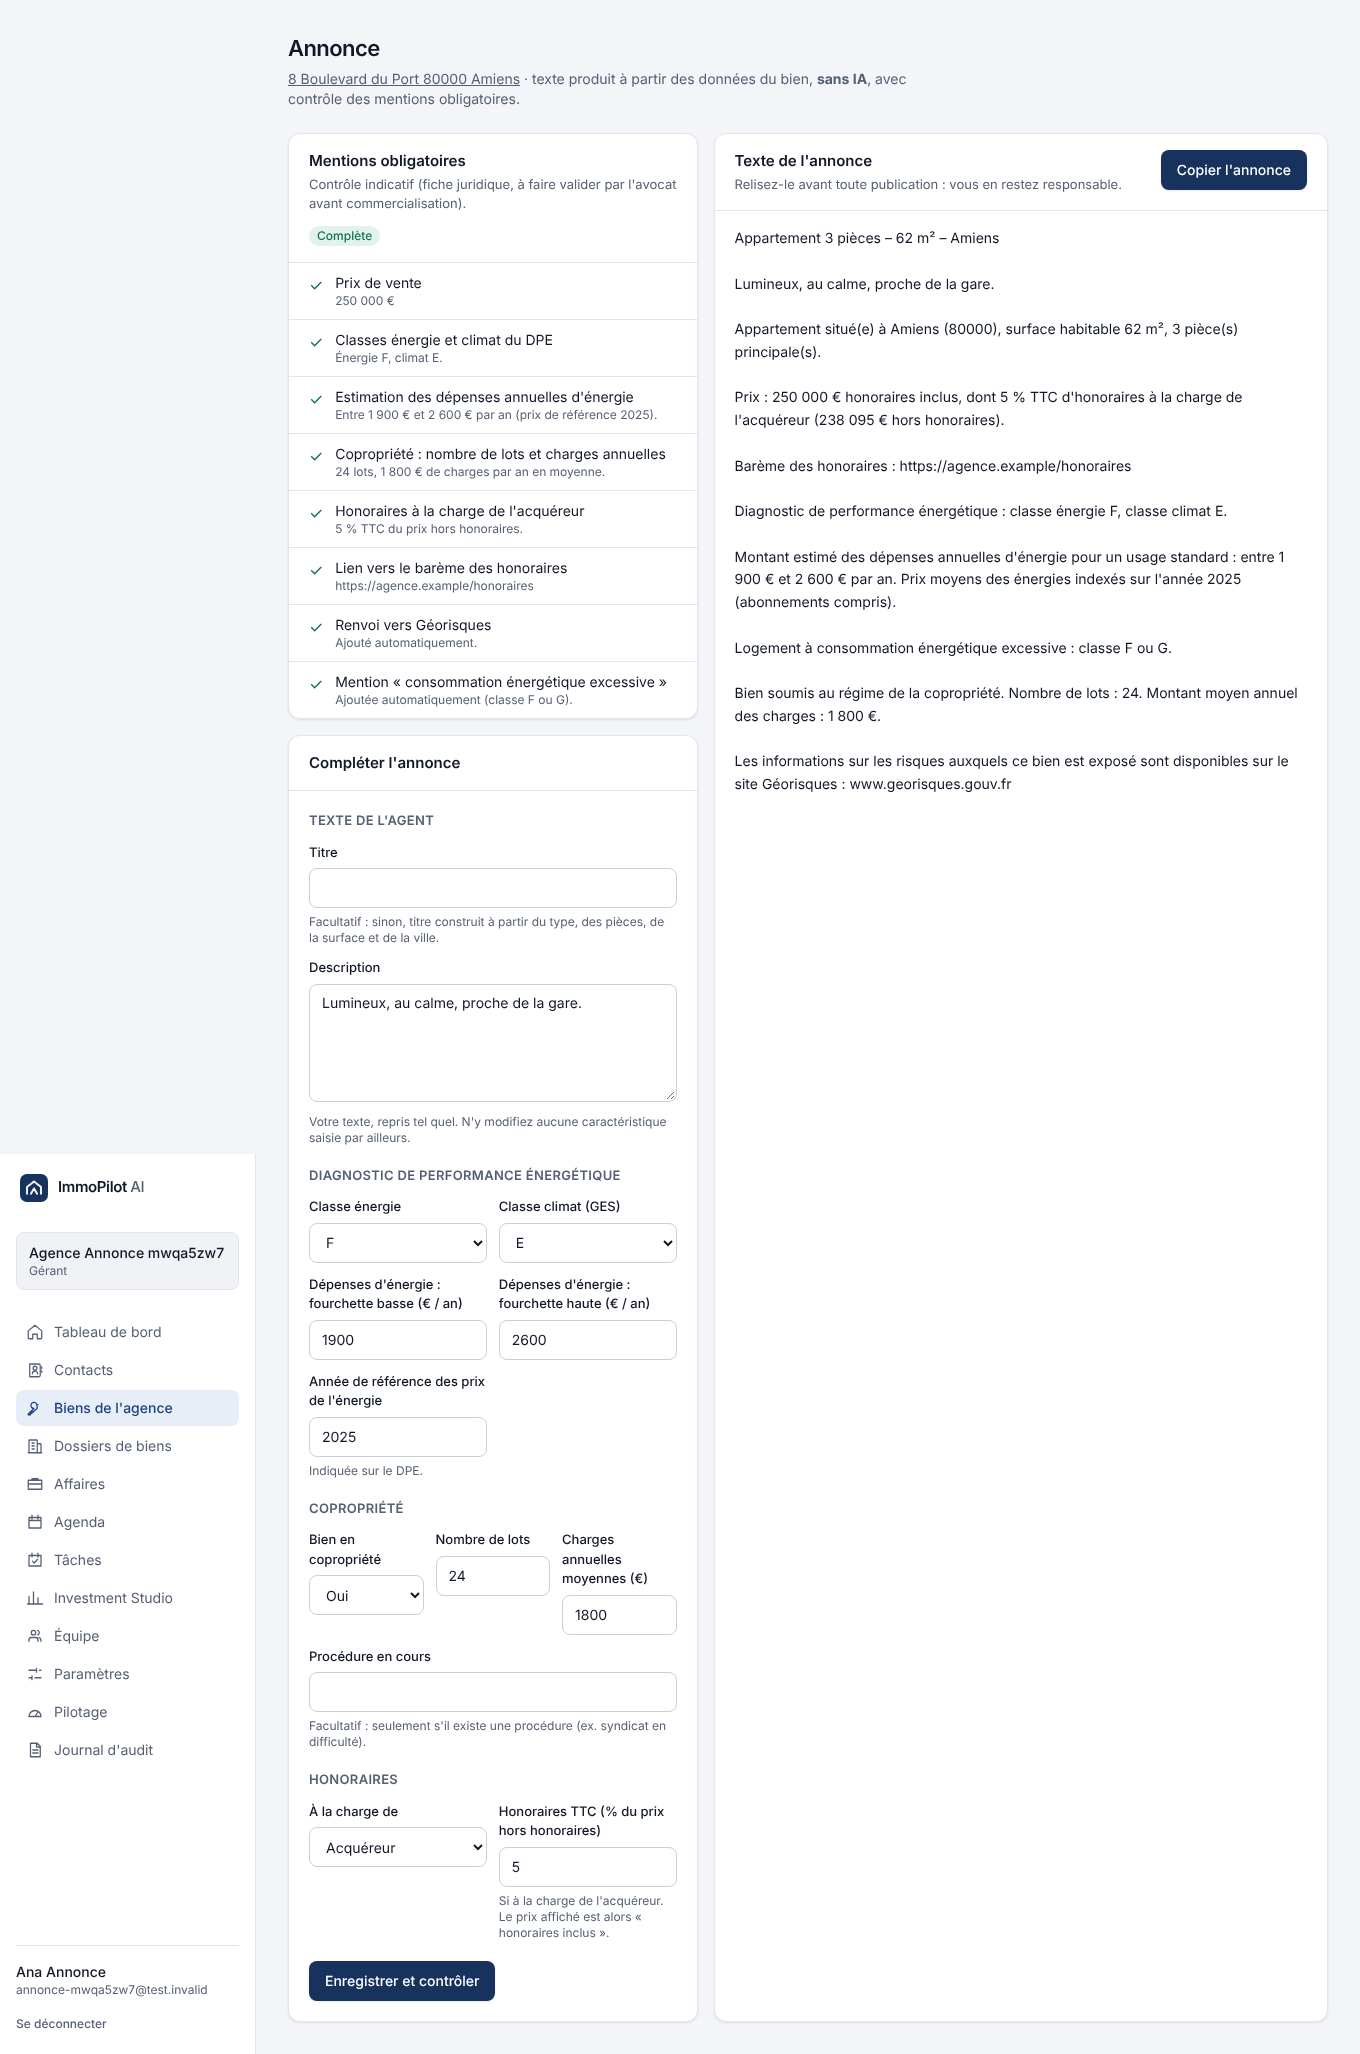 Annonce
8 Boulevard du Port 80000 Amiens · texte produit à partir des données du bien, sans IA, avec
contrôle des mentions obligatoires.
Mentions obligatoires
Contrôle indicatif (fiche juridique, à faire valider par l'avocat
avant commercialisation).
Complète
Prix de vente
250 000 €
Classes énergie et climat du DPE
Énergie F, climat E.
Estimation des dépenses annuelles d'énergie
Entre 1 900 € et 2 600 € par an (prix de référence 2025).
Copropriété : nombre de lots et charges annuelles
24 lots, 1 800 € de charges par an en moyenne.
Honoraires à la charge de l'acquéreur
5 % TTC du prix hors honoraires.
Lien vers le barème des honoraires
https://agence.example/honoraires
Renvoi vers Géorisques
Ajouté automatiquement.
Mention « consommation énergétique excessive »
Ajoutée automatiquement (classe F ou G).
Compléter l'annonce
TEXTE DE L'AGENT
Titre
Facultatif : sinon, titre construit à partir du type, des pièces, de
la surface et de la ville.
Description
Lumineux, au calme, proche de la gare.
Votre texte, repris tel quel. N'y modifiez aucune caractéristique
saisie par ailleurs.
DIAGNOSTIC DE PERFORMANCE ÉNERGÉTIQUE
Classe énergie
F
Classe climat (GES)
E
Dépenses d'énergie :
fourchette basse (€ / an)
1900
Dépenses d'énergie :
fourchette haute (€ / an)
2600
Année de référence des prix
de l'énergie
2025
Indiquée sur le DPE.
COPROPRIÉTÉ
Bien en
copropriété
Oui
Nombre de lots
24
Charges
annuelles
moyennes (€)
1800
Procédure en cours
Facultatif : seulement s'il existe une procédure (ex. syndicat en
difficulté).
HONORAIRES
À la charge de
Acquéreur
Honoraires TTC (% du prix
hors honoraires)
5
Si à la charge de l'acquéreur.
Le prix affiché est alors «
honoraires inclus ».
Enregistrer et contrôler
Texte de l'annonce
Relisez-le avant toute publication : vous en restez responsable.
Copier l'annonce
Appartement 3 pièces – 62 m² – Amiens
Lumineux, au calme, proche de la gare.
Appartement situé(e) à Amiens (80000), surface habitable 62 m², 3 pièce(s)
principale(s).
Prix : 250 000 € honoraires inclus, dont 5 % TTC d'honoraires à la charge de
l'acquéreur (238 095 € hors honoraires).
Barème des honoraires : https://agence.example/honoraires
Diagnostic de performance énergétique : classe énergie F, classe climat E.
Montant estimé des dépenses annuelles d'énergie pour un usage standard : entre 1
900 € et 2 600 € par an. Prix moyens des énergies indexés sur l'année 2025
(abonnements compris).
Logement à consommation énergétique excessive : classe F ou G.
Bien soumis au régime de la copropriété. Nombre de lots : 24. Montant moyen annuel
des charges : 1 800 €.
Les informations sur les risques auxquels ce bien est exposé sont disponibles sur le
site Géorisques : www.georisques.gouv.fr
ImmoPilot AI
Agence Annonce mwqa5zw7
Gérant
Tableau de bord
Contacts
Biens de l'agence
Dossiers de biens
Affaires
Agenda
Tâches
Investment Studio
Équipe
Paramètres
Pilotage
Journal d'audit
Ana Annonce
annonce-mwqa5zw7@test.invalid
Se déconnecter